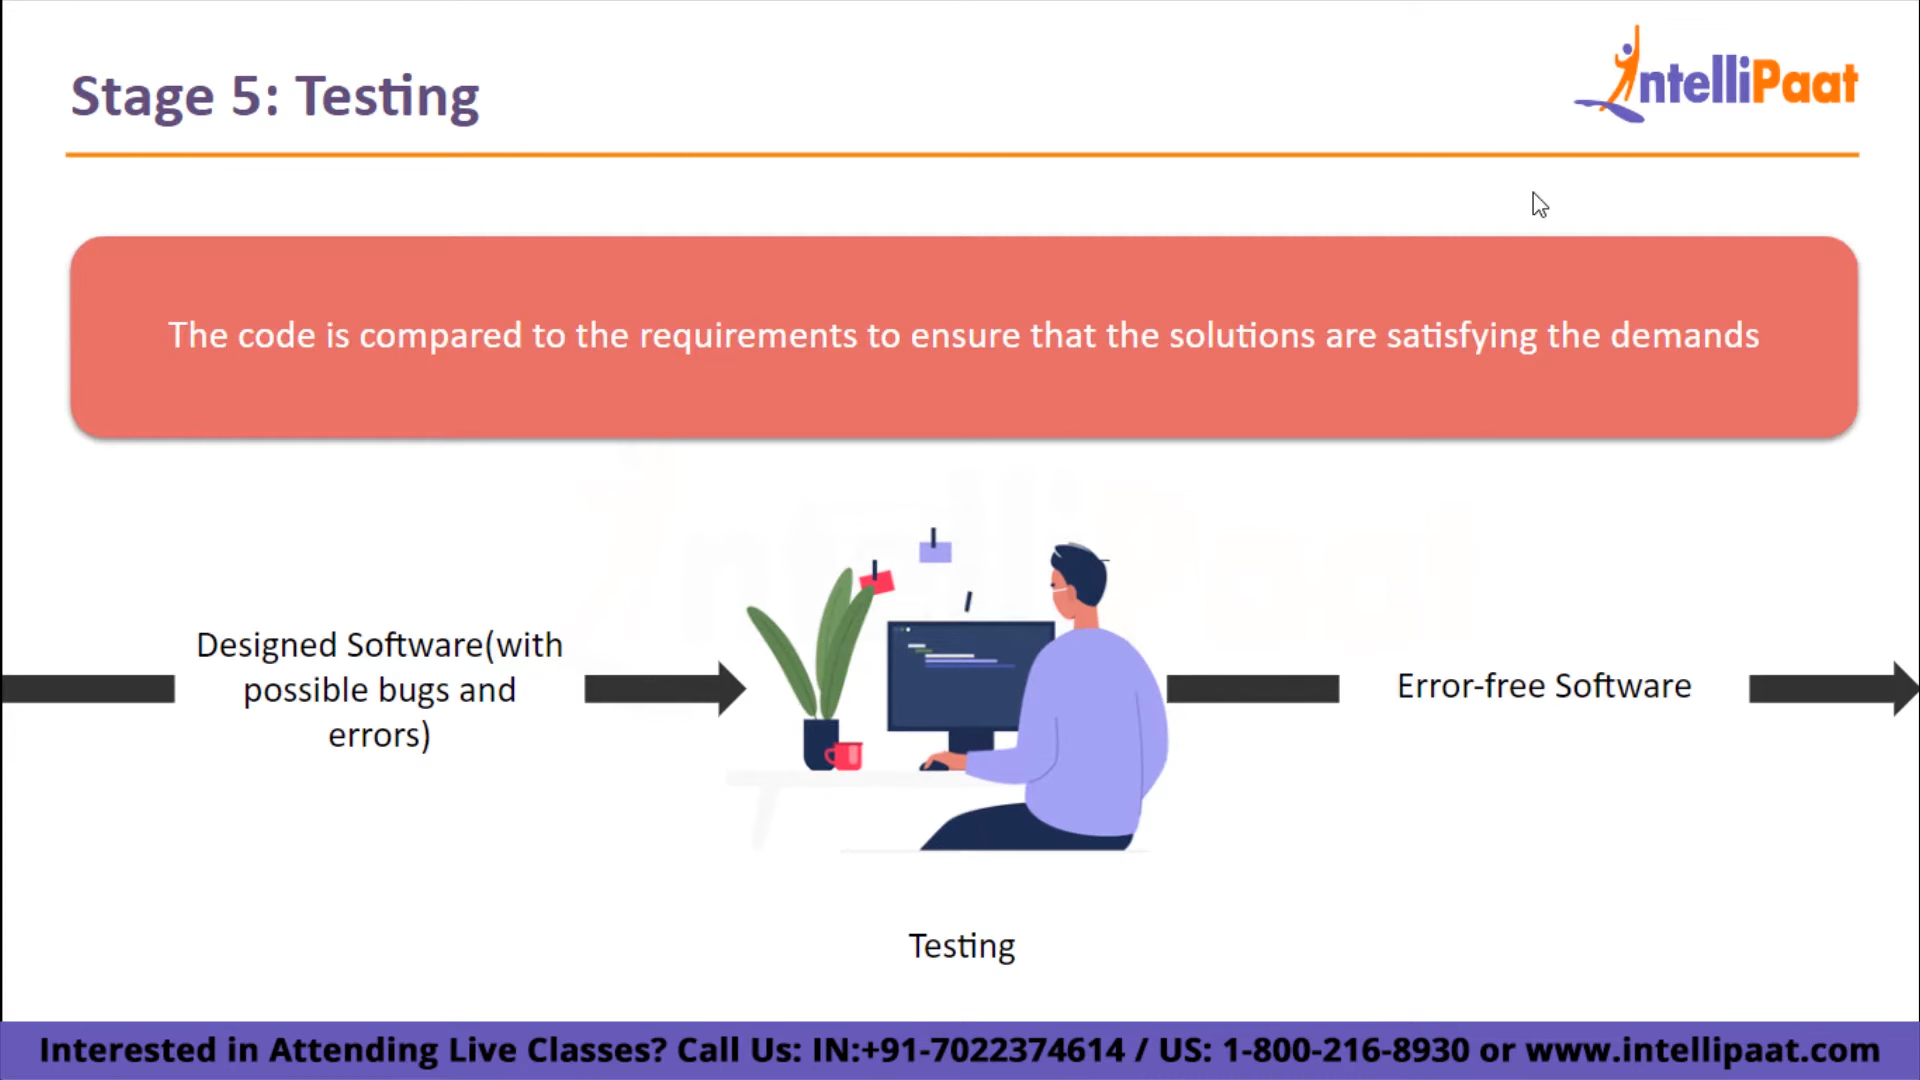 Stage 5: Testing
IntelliPaat
The code is compared to the requirements to ensure that the solutions are satisfying the demands
Designed Software(with
possible bugs and
errors)
Error-free Software
Testing
Interested in Attending Live Classes? Call Us: IN:+91-7022374614 / US: 1-800-216-8930 or www.intellipaat.com